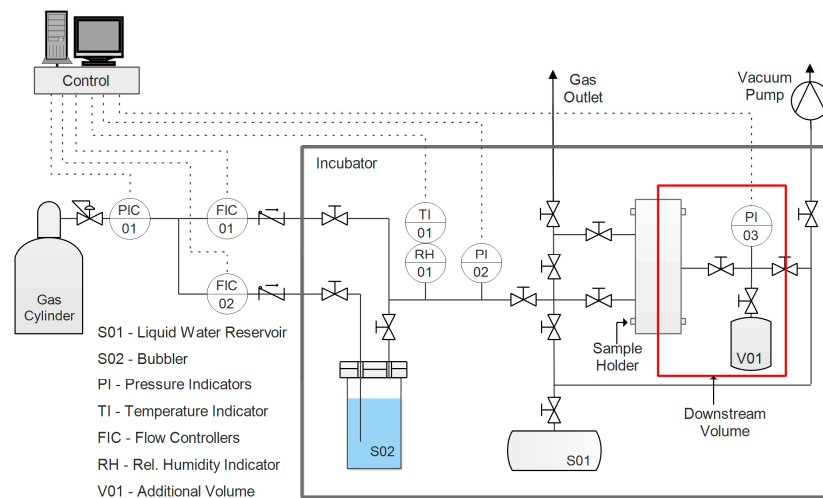 Control
Gas
Outlet
Vacuum
Pump
Incubator
PIC
01
FIC
01
TI
01
RH
01
PI
02
PI
03
FIC
02
Gas
Cylinder
S01 - Liquid Water Reservoir
S02 - Bubbler
PI - Pressure Indicators
TI - Temperature Indicator
FIC - Flow Controllers
RH - Rel. Humidity Indicator
V01 - Additional Volume
S02
Sample
Holder
V01
Downstream
Volume
S01